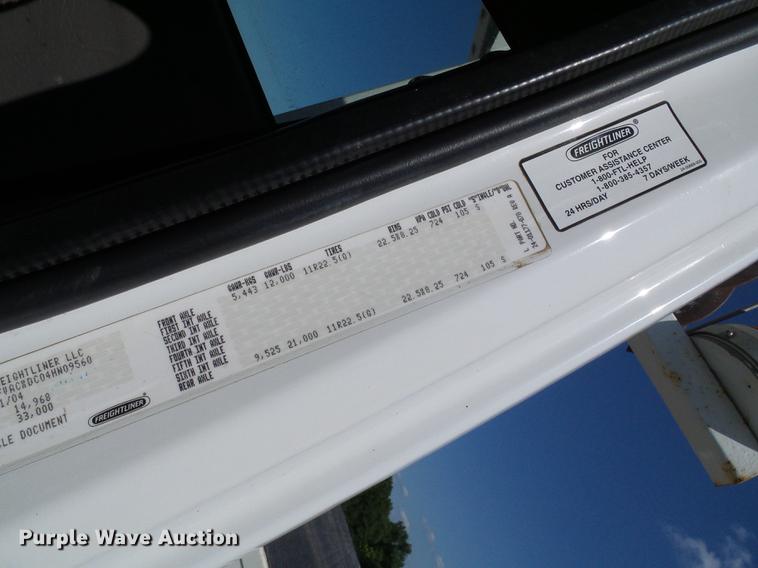 FREIGHTLINER
FOR
CUSTOMER ASSISTANCE CENTER
1-800-FTL-HELP
1-800-385-4357
24 HRS/DAY 7 DAYS/WEEK
GAWR-KGS GAWR-LBS TIRES RIMS KPA COLD PSI COLD
FRONT AXLE 5,443 12,000 11R22.5(G) 22.5X8.25 724 105 S
FIRST INT AXLE
SECOND INT AXLE
THIRD INT AXLE
FOURTH INT AXLE
FIFTH INT AXLE
SIXTH INT AXLE
REAR AXLE 9,525 21,000 11R22.5(G) 22.5X8.25 724 105 S
EIGHTLINER LLC
1/04
14,968
33,000
LE DOCUMENT
FREIGHTLINER
Purple Wave Auction